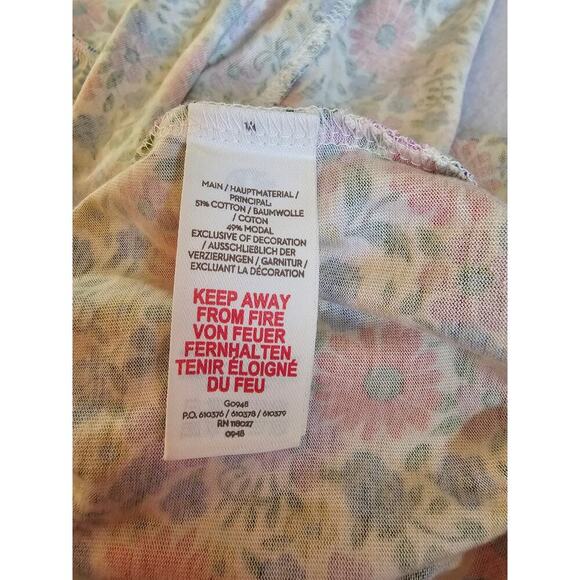 MAIN / HAUPTMATERIAL /
PRINCIPAL:
51% COTTON / BAUMWOLLE
/ COTON
49% MODAL
EXCLUSIVE OF DECORATION
/ AUSSCHLIEßLICH DER
VERZIERUNGEN / GARNITUR /
EXCLUANT LA DÉCORATION
KEEP AWAY
FROM FIRE
VON FEUER
FERNHALTEN,
TENIR ÉLOIGNÉ
DU FEU
G0948
P.O. 610376 / 610378 / 610379
RN 118027
0948